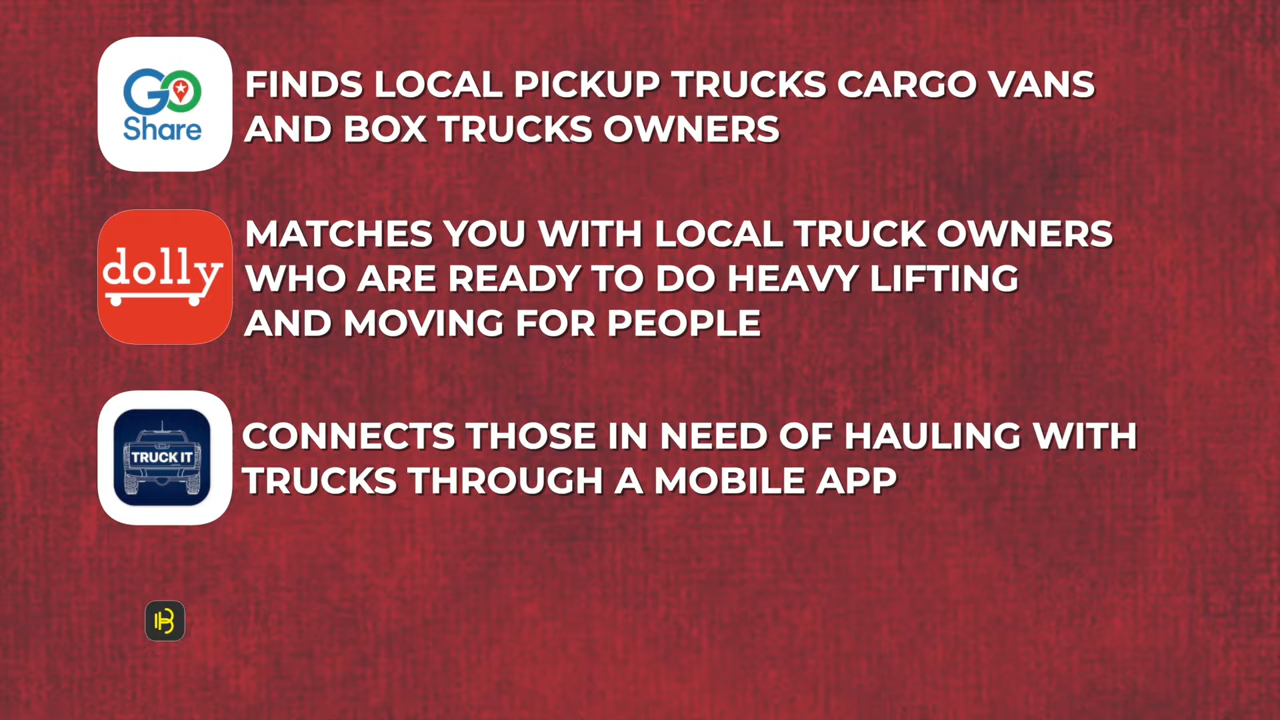 GO
Share
FINDS LOCAL PICKUP TRUCKS CARGO VANS
AND BOX TRUCKS OWNERS
dolly
MATCHES YOU WITH LOCAL TRUCK OWNERS
WHO ARE READY TO DO HEAVY LIFTING
AND MOVING FOR PEOPLE
TRUCK IT
CONNECTS THOSE IN NEED OF HAULING WITH
TRUCKS THROUGH A MOBILE APP
B